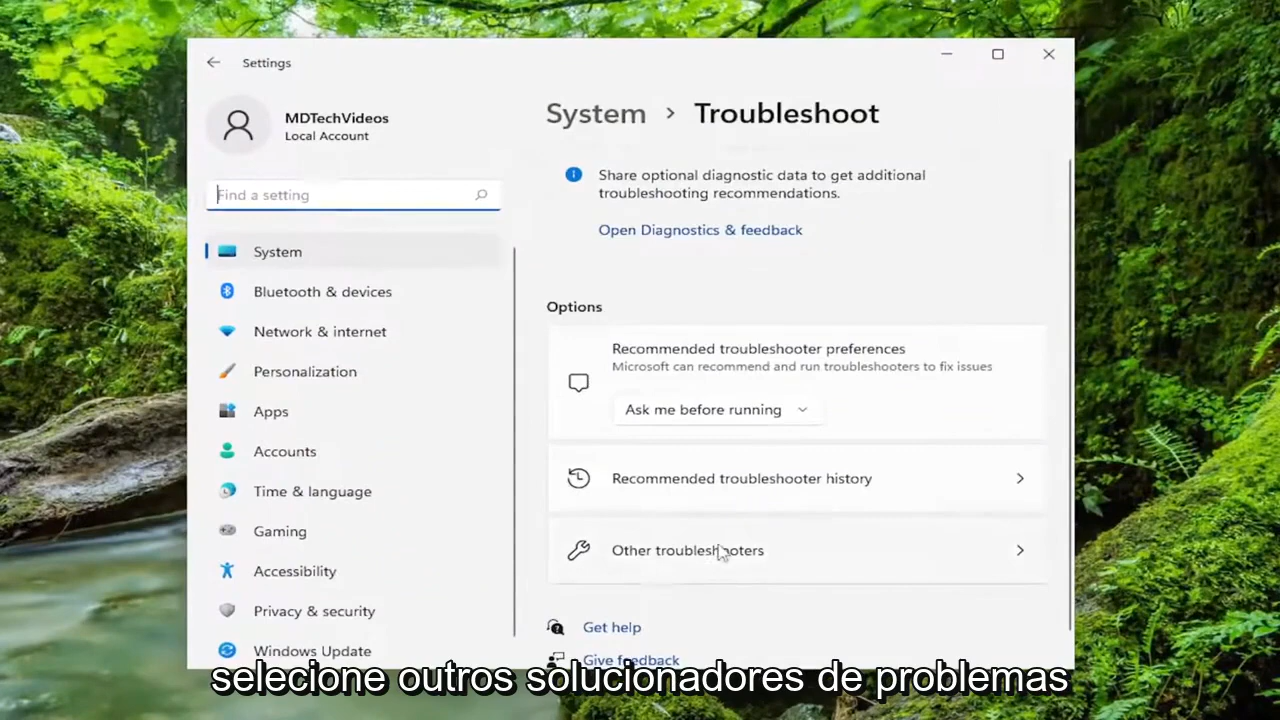 Settings
MDTechVideos
Local Account
Find a setting
System
Bluetooth & devices
Network & internet
Personalization
Apps
Accounts
Time & language
Gaming
Accessibility
Privacy & security
Windows Update
System > Troubleshoot
Share optional diagnostic data to get additional
troubleshooting recommendations.
Open Diagnostics & feedback
Options
Recommended troubleshooter preferences
Microsoft can recommend and run troubleshooters to fix issues
Ask me before running
Recommended troubleshooter history
Other troubleshooters
Get help
Give feedback
selecione outros solucionadores de problemas